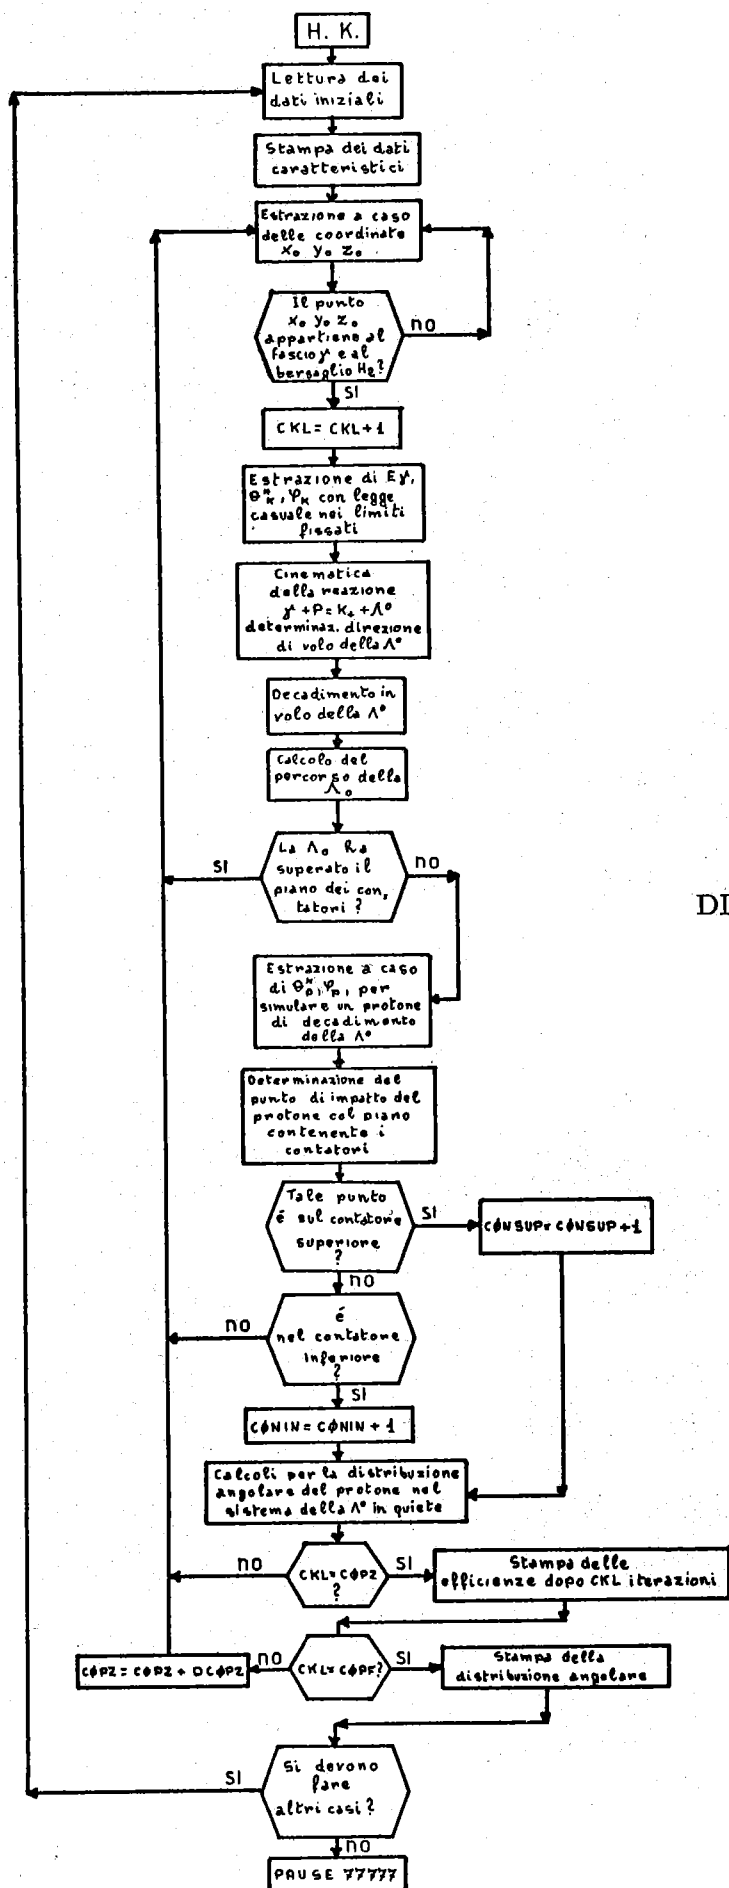 H. K.
Lettura dei
dati iniziali
Stampa dei dati
caratteristici
Estrazione a caso
delle coordinate
x₀ y₀ z₀
Il punto
x₀ y₀ z₀
appartiene al
fascio γ e al
bersaglio H₂?
no
SI
CKL = CKL + 1
Estrazione di Eγ,
θ*ₖ, φₖ con legge
casuale nei limiti
fissati
Cinematica
della reazione
γ + P = K₊ + Λ°
determinaz. direzione
di volo della Λ°
Decadimento in
volo della Λ°
Calcolo del
percorso della
Λ₀
La Λ₀ ha
superato il
piano dei con,
tatori ?
SI
no
DI
Estrazione a caso
di θ*ₚ, φₚ, per
simulare un protone
di decadimento
della Λ°
Determinazione del
punto di impatto del
protone col piano
contenente i
contatori
Tale punto
é sul contatore
superiore
?
SI
CØNSUP = CØNSUP + 1
no
é
nel contatore
inferiore
?
no
SI
CØNIN = CØNIN + 1
Calcoli per la distribuzione
angolare del protone nel
sistema della Λ° in quiete
no
CKL = CØPZ
?
SI
Stampa delle
efficienze dopo CKL iterazioni
CØPZ = CØPZ + DCØPZ
no
CKL = CØPF?
SI
Stampa della
distribuzione angolare
SI
Si devono
fare
altri casi ?
no
PAUSE 77777